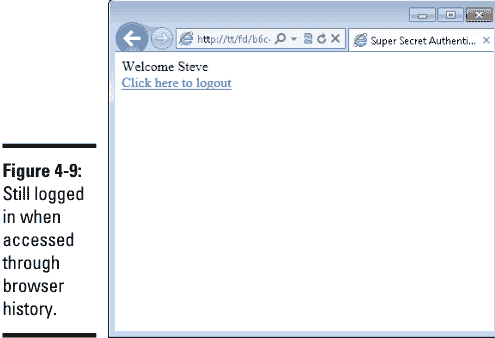 http://tt/fd/b6c
Super Secret Authenti...
Welcome Steve
Click here to logout
Figure 4-9:
Still logged
in when
accessed
through
browser
history.